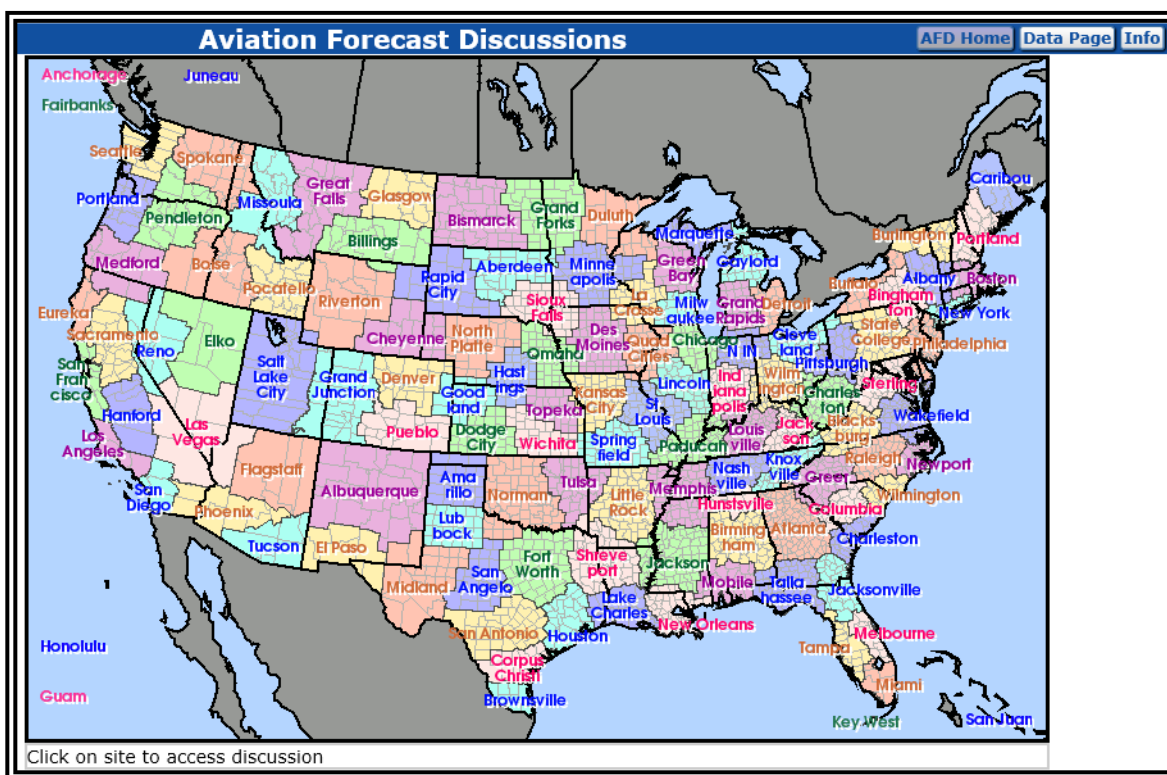 Aviation Forecast Discussions
AFD Home Data Page Info
Anchorage
Juneau
Fairbanks
Seattle
Spokane
Portland
Missoula
Great
Falls
Glasgow
Pendleton
Billings
Bismarck
Grand
Forks
Duluth
Marquette
Caribou
Burlington
Portland
Medford
Boise
Pocatello
Riverton
Rapid
City
Aberdeen
Minne
apolis
Green
Bay
Gaylord
Buffalo
Albany
Boston
Eureka
Sacramento
Reno
Elko
Salt
Lake
City
Cheyenne
Sioux
Falls
La
Crosse
Milw
aukee
Grand
Rapids
Detroit
Bingham
ton
New York
North
Platte
Omaha
Des
Moines
Quad
Cities
Chicago
N IN
Cleve
land
State
College
Pittsburgh
Philadelphia
San
Fran
cisco
Hanford
Las
Vegas
Grand
Junction
Denver
Good
land
Hast
ings
Topeka
Kansas
City
St
Louis
Lincoln
Ind
iana
polis
Wilm
ington
Charles
ton
Sterling
Los
Angeles
Pueblo
Dodge
City
Wichita
Spring
field
Paducah
Louis
ville
Jack
son
Blacks
burg
Wakefield
San
Diego
Phoenix
Flagstaff
Albuquerque
Ama
rillo
Norman
Tulsa
Little
Rock
Memphis
Nash
ville
Knox
ville
Greer
Raleigh
Newport
Tucson
El Paso
Lub
bock
Huntsville
Columbia
Wilmington
Birming
ham
Atlanta
Charleston
Midland
San
Angelo
Fort
Worth
Shreve
port
Jackson
Mobile
Talla
hassee
Jacksonville
San Antonio
Houston
Lake
Charles
New Orleans
Melbourne
Tampa
Honolulu
Corpus
Christi
Guam
Brownsville
Miami
Key West
San Juan
Click on site to access discussion